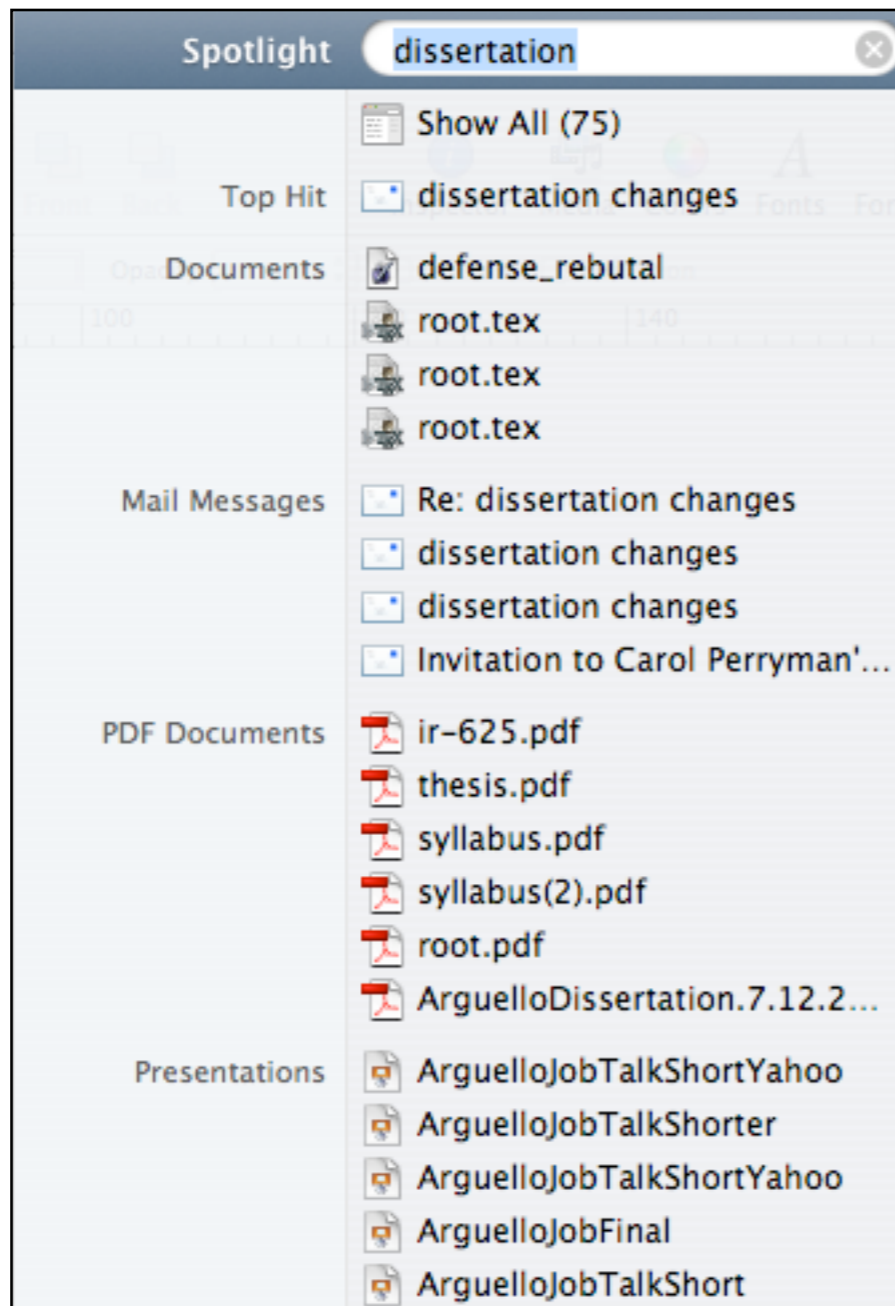 Spotlight dissertation
Show All (75)
Top Hit dissertation changes
Documents defense_rebutal
root.tex
root.tex
root.tex
Mail Messages Re: dissertation changes
dissertation changes
dissertation changes
Invitation to Carol Perryman'...
PDF Documents ir-625.pdf
thesis.pdf
syllabus.pdf
syllabus(2).pdf
root.pdf
ArguelloDissertation.7.12.2...
Presentations ArguelloJobTalkShortYahoo
ArguelloJobTalkShorter
ArguelloJobTalkShortYahoo
ArguelloJobFinal
ArguelloJobTalkShort